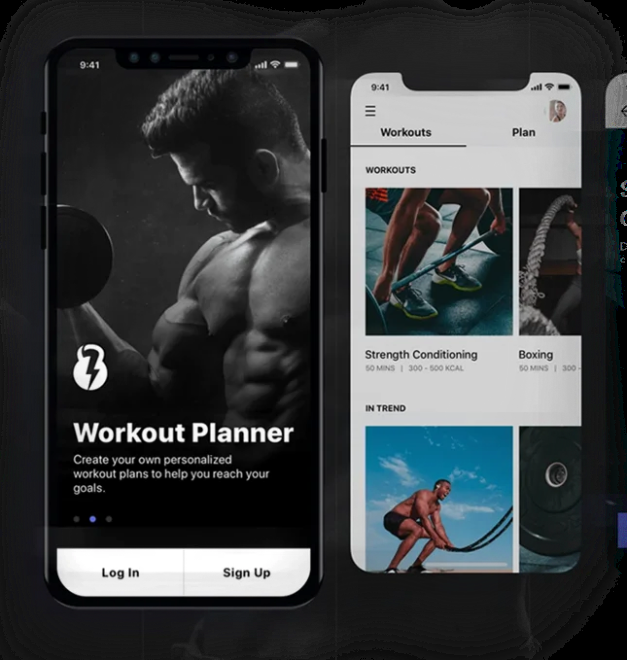 9:41
Workout Planner
Create your own personalized
workout plans to help you reach your
goals.
Log In
Sign Up
9:41
Workouts
Plan
WORKOUTS
Strength Conditioning
50 MINS | 300 - 500 KCAL
Boxing
50 MINS | 300 -
IN TREND